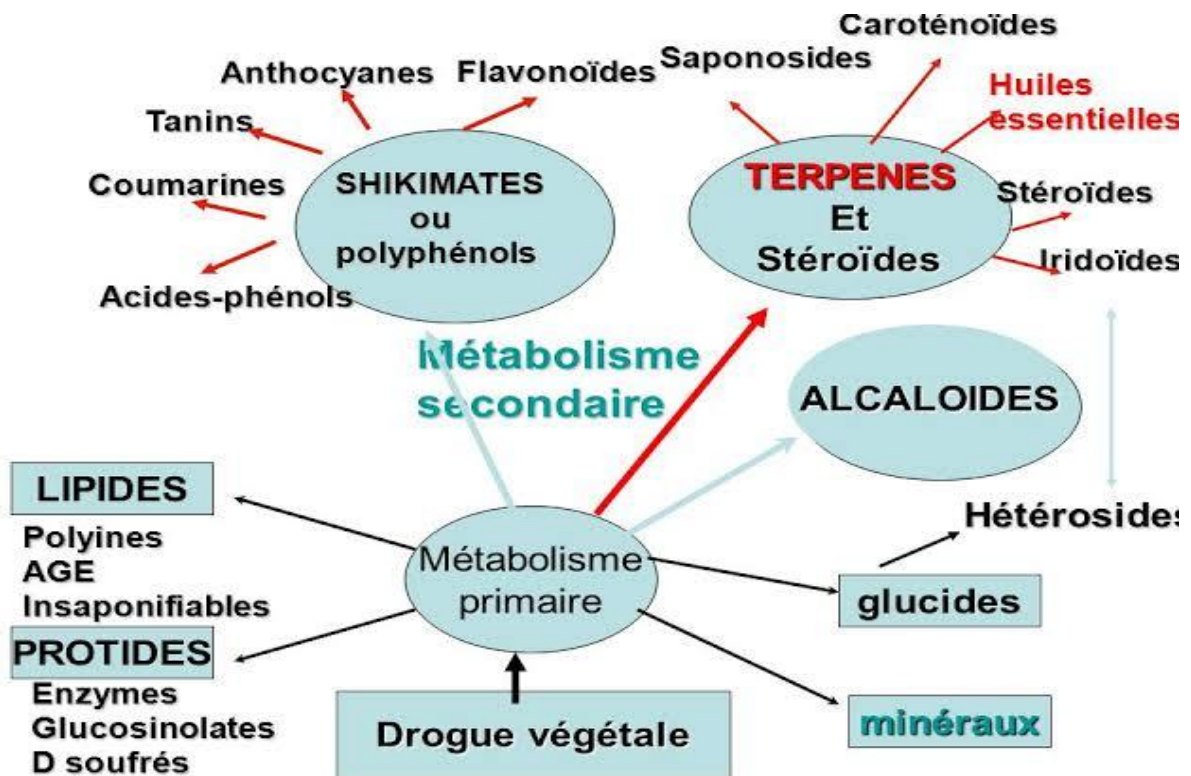 Caroténoïdes
Anthocyanes
Flavonoïdes
Saponosides
Huiles
essentielles
Tanins
Coumarines
Acides-phénols
SHIKIMATES
ou
polyphénols
TERPENES
Et
Stéroïdes
Stéroïdes
Iridoïdes
Métabolisme
secondaire
ALCALOIDES
LIPIDES
Polyines
AGE
Insaponifiables
PROTIDES
Enzymes
Glucosinolates
D soufrés
Métabolisme
primaire
Hétérosides
glucides
minéraux
Drogue végétale